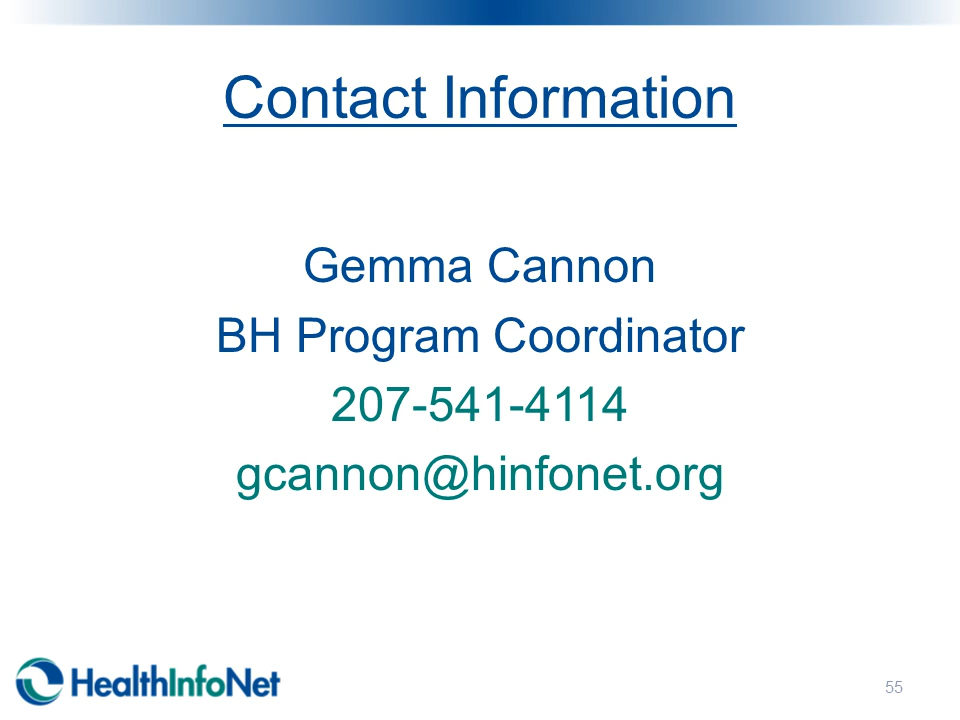 Contact Information
Gemma Cannon
BH Program Coordinator
207-541-4114
gcannon@hinfonet.org
HealthInfoNet
55